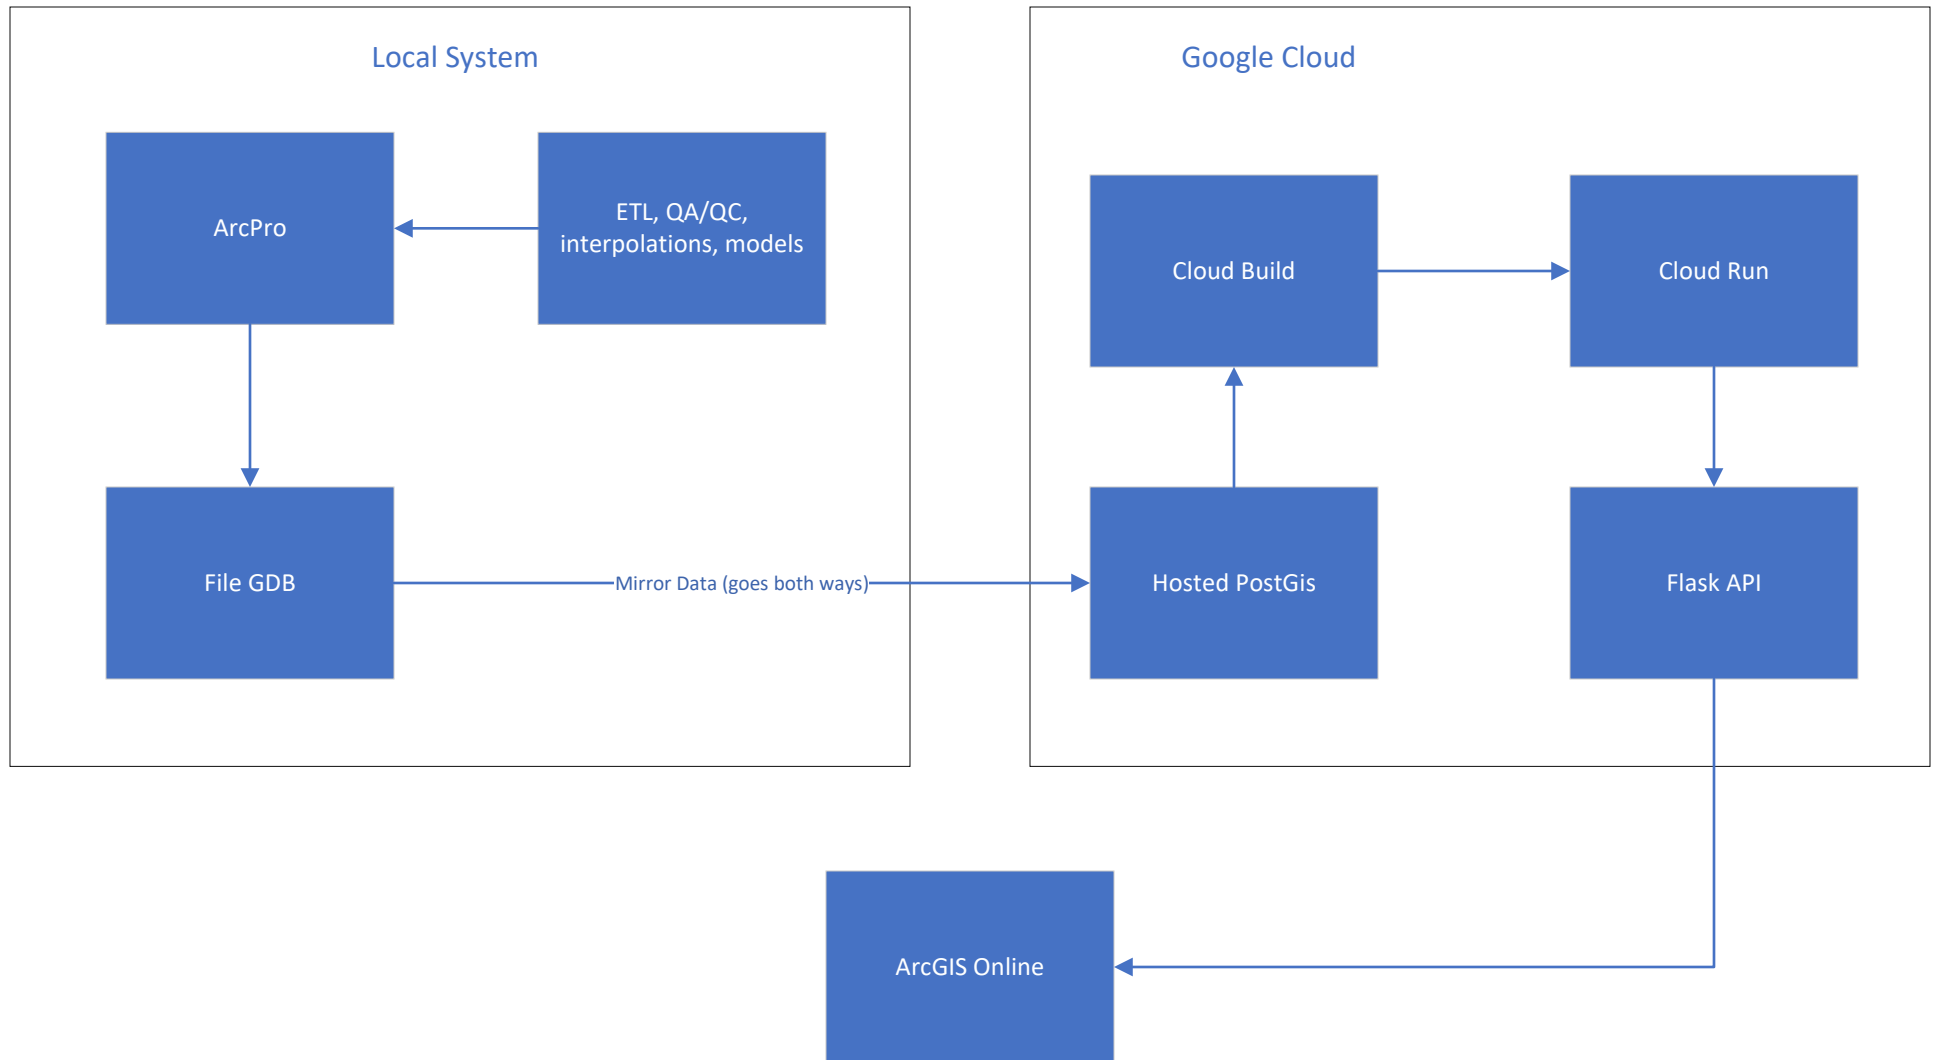 Local System
Google Cloud
ArcPro
ETL, QA/QC,
interpolations, models
Cloud Build
Cloud Run
File GDB
Mirror Data (goes both ways)
Hosted PostGis
Flask API
ArcGIS Online